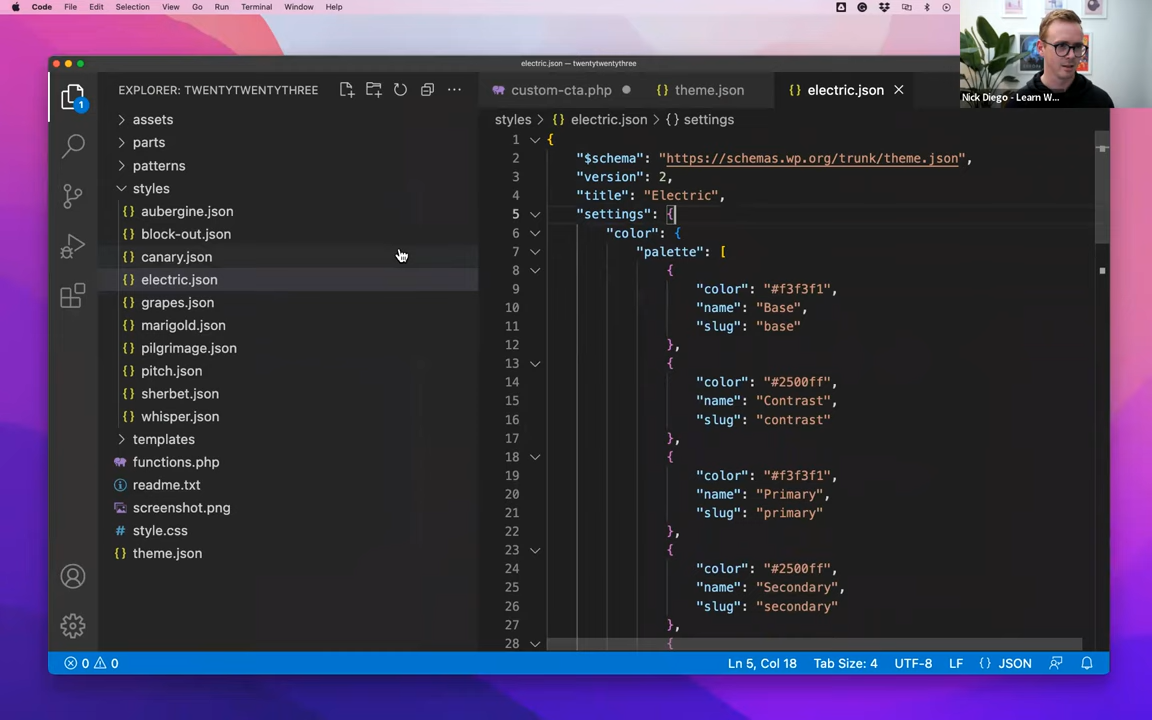 Code File Edit Selection View Go Run Terminal Window Help
electric.json — twentytwentythree
Nick Diego - Learn W...
1
EXPLORER: TWENTYTWENTYTHREE
custom-cta.php
theme.json
electric.json
styles > {} electric.json > {} settings
assets
parts
patterns
styles
aubergine.json
block-out.json
canary.json
electric.json
grapes.json
marigold.json
pilgrimage.json
pitch.json
sherbet.json
whisper.json
templates
functions.php
readme.txt
screenshot.png
style.css
theme.json
1 {
2 "$schema": "https://schemas.wp.org/trunk/theme.json",
3 "version": 2,
4 "title": "Electric",
5 "settings": {
6 "color": {
7 "palette": [
8 {
9 "color": "#f3f3f1",
10 "name": "Base",
11 "slug": "base"
12 },
13 {
14 "color": "#2500ff",
15 "name": "Contrast",
16 "slug": "contrast"
17 },
18 {
19 "color": "#f3f3f1",
20 "name": "Primary",
21 "slug": "primary"
22 },
23 {
24 "color": "#2500ff",
25 "name": "Secondary",
26 "slug": "secondary"
27 },
28 {
0 0 Ln 5, Col 18 Tab Size: 4 UTF-8 LF {} JSON